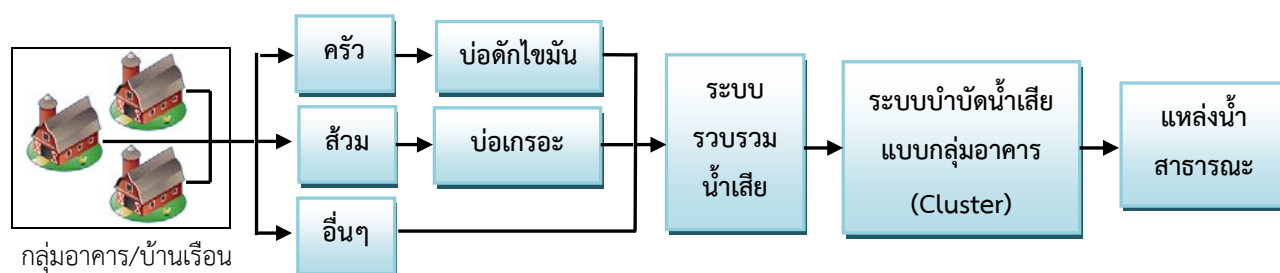 กลุ่มอาคาร/บ้านเรือน
ครัว
บ่อดักไขมัน
ส้วม
บ่อเกรอะ
อื่นๆ
ระบบ
รวบรวม
น้ำเสีย
ระบบบำบัดน้ำเสีย
แบบกลุ่มอาคาร
(Cluster)
แหล่งน้ำ
สาธารณะ